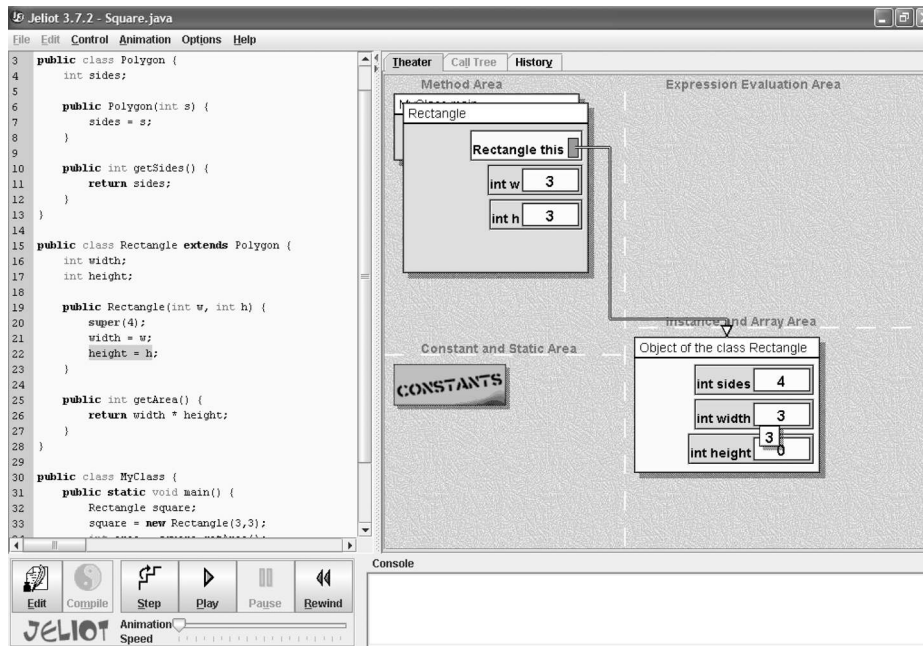 Jeliot 3.7.2 - Square.java
File Edit Control Animation Options Help
3 public class Polygon {
4 int sides;
5
6 public Polygon(int s) {
7 sides = s;
8 }
9
10 public int getSides() {
11 return sides;
12 }
13 }
14
15 public class Rectangle extends Polygon {
16 int width;
17 int height;
18
19 public Rectangle(int w, int h) {
20 super(4);
21 width = w;
22 height = h;
23 }
24
25 public int getArea() {
26 return width * height;
27 }
28 }
29
30 public class MyClass {
31 public static void main() {
32 Rectangle square;
33 square = new Rectangle(3,3);
Theater Call Tree History
Method Area
Expression Evaluation Area
Rectangle
Rectangle this
int w 3
int h 3
Constant and Static Area
CONSTANTS
Instance and Array Area
Object of the class Rectangle
int sides 4
int width 3
3
int height 0
Edit Compile Step Play Pause Rewind
JELIOT
Animation
Speed
Console